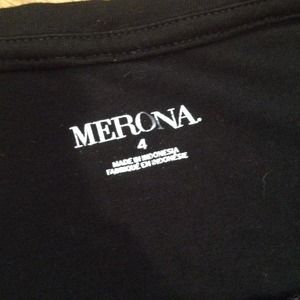 MERONA.
4
MADE IN INDONESIA
FABRIQUÉ EN INDONÉSIE